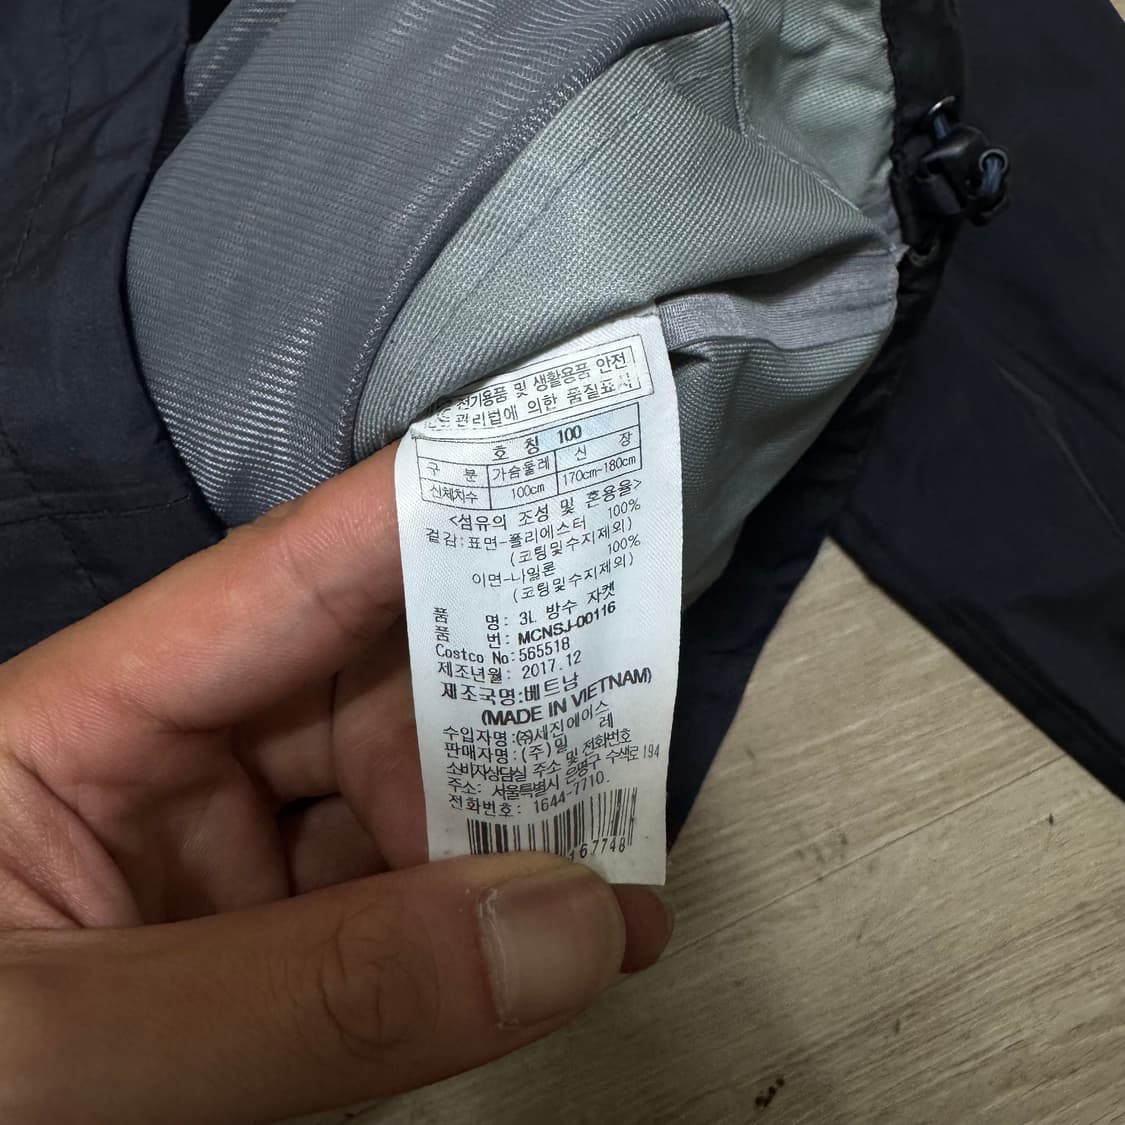 전기용품 및 생활용품 안전
관리법에 의한 품질표시
호 칭 100
구 분 가슴둘레 신 장
신체치수 100cm 170cm~180cm
<섬유의 조성 및 혼용율>
겉감:표면-폴리에스터 100%
(코팅및수지제외)
이면-나일론 100%
(코팅및수지제외)
품 명: 3L 방수 자켓
품 번: MCNSJ-00116
Costco No:565518
제조년월: 2017.12
제조국명:베트남
(MADE IN VIETNAM)
수입자명:(주)세진에이스
판매자명:(주)밀 레
소비자상담실 주소 및 전화번호
주소: 서울특별시 은평구 수색로 194
전화번호: 1644-7710.
67748